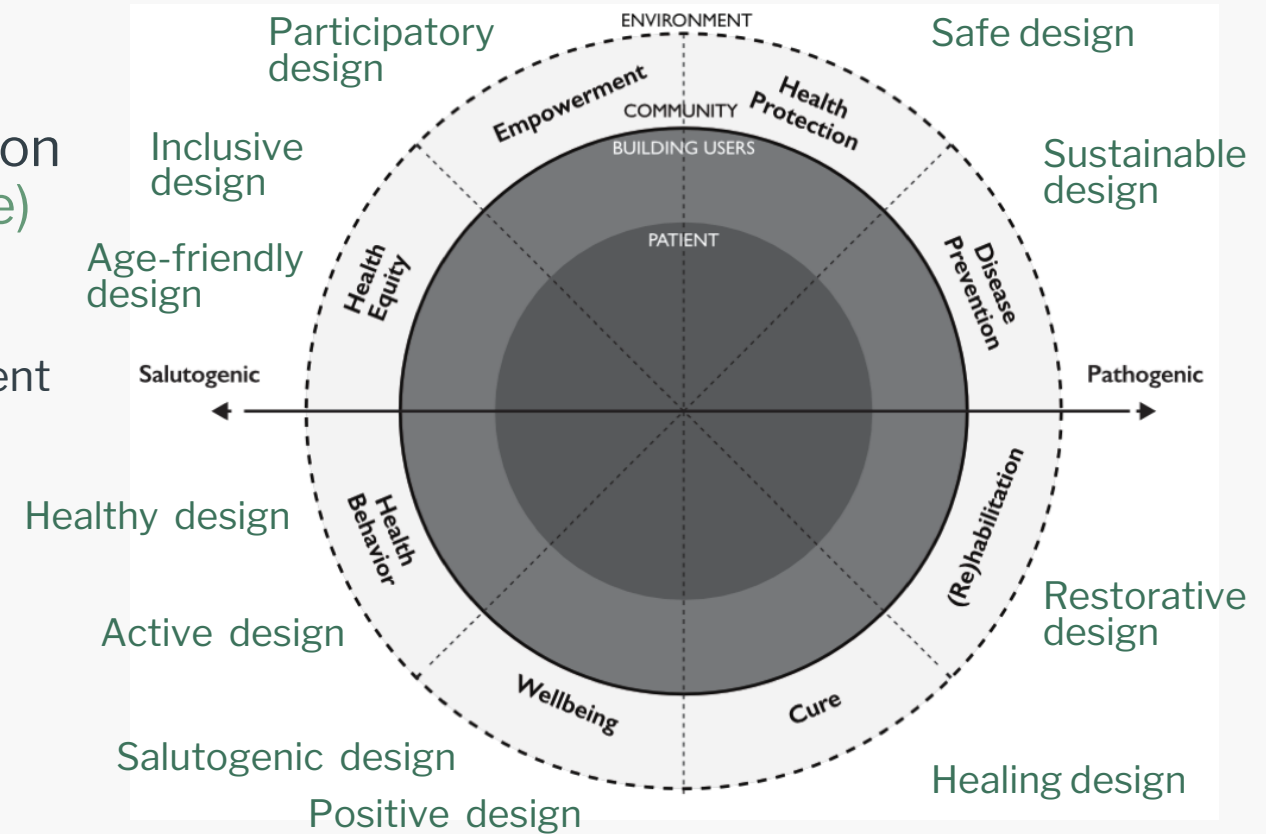 Participatory
design
ENVIRONMENT
Safe design
Empowerment
Health
Protection
COMMUNITY
BUILDING USERS
on
Inclusive
design
Sustainable
design
e)
Age-friendly
design
Health
Equity
PATIENT
Disease
Prevention
ent
Salutogenic
Pathogenic
Healthy design
Health
Behavior
(Re)habilitation
Active design
Restorative
design
Wellbeing
Cure
Salutogenic design
Healing design
Positive design